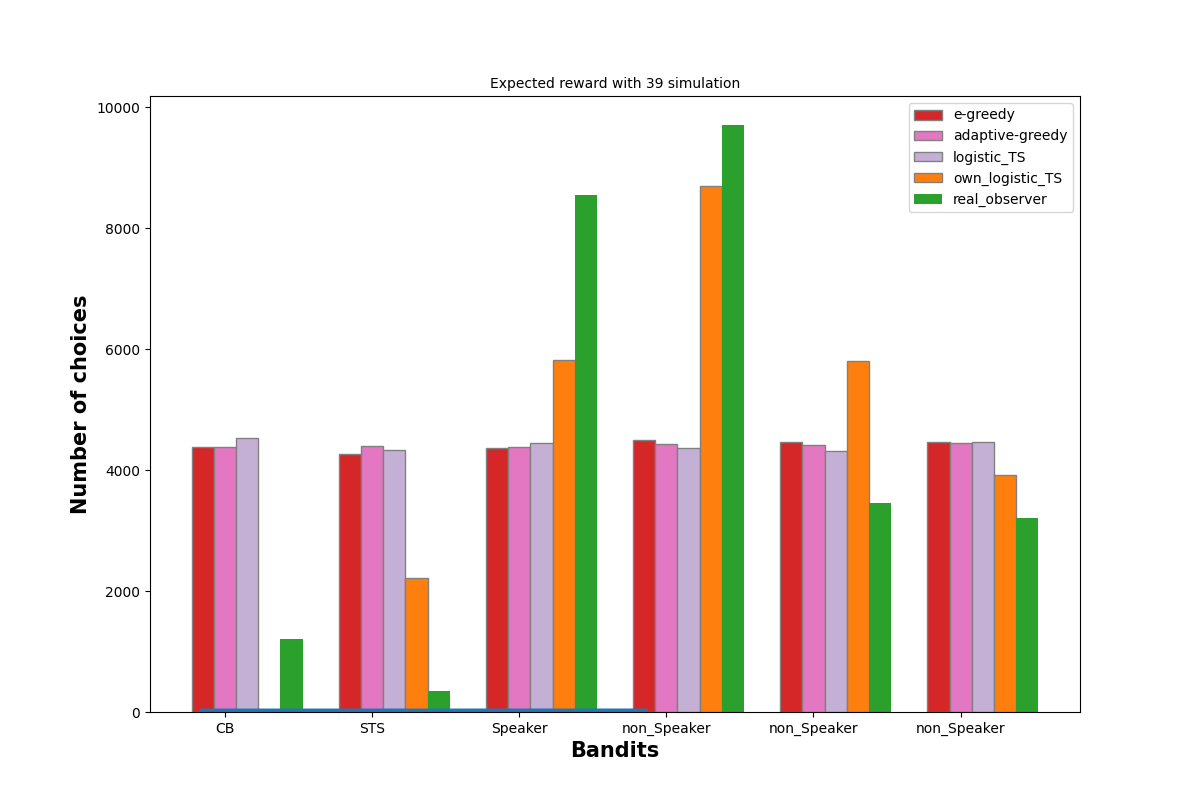 Expected reward with 39 simulation
10000
8000
6000
4000
2000
0
Number of choices
e-greedy
adaptive-greedy
logistic_TS
own_logistic_TS
real_observer
CB STS Speaker non_Speaker non_Speaker non_Speaker
Bandits